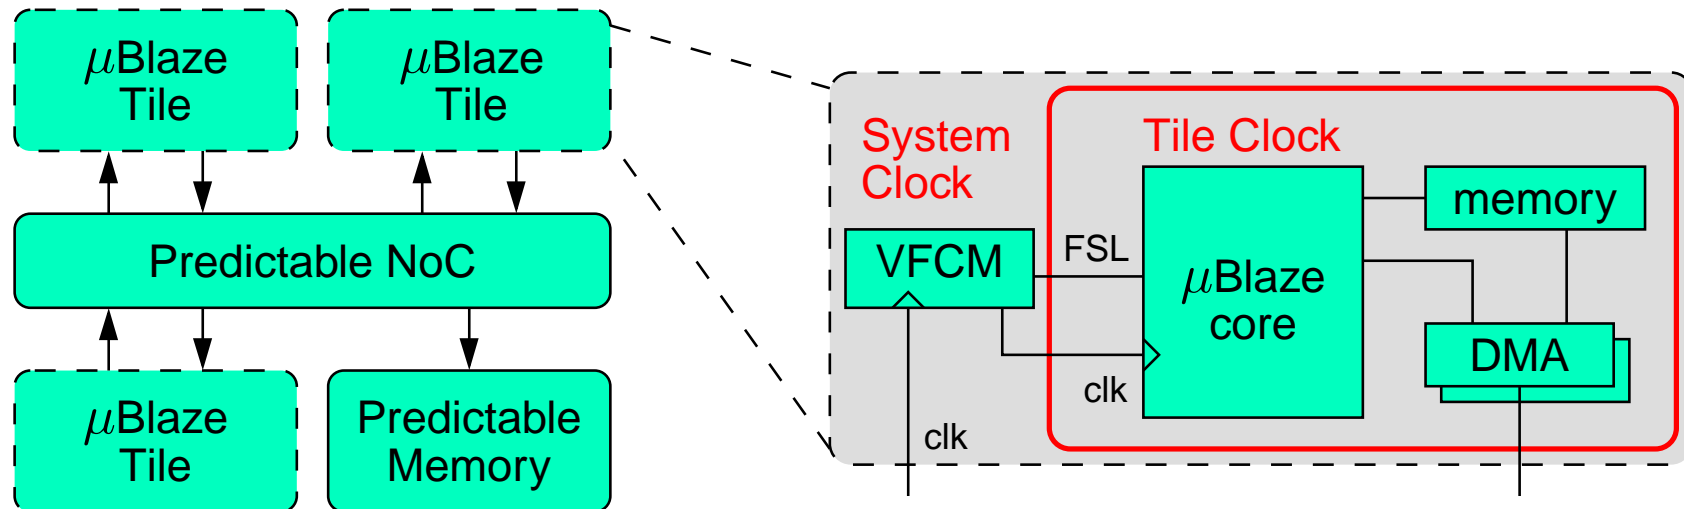 μBlaze
Tile
μBlaze
Tile
Predictable NoC
μBlaze
Tile
Predictable
Memory
System
Clock
Tile Clock
VFCM
FSL
μBlaze
core
memory
DMA
clk
clk